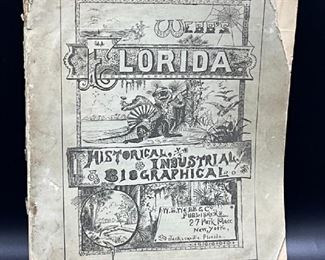 WEBB'S
FLORIDA
HISTORICAL,
INDUSTRIAL,
& BIOGRAPHICAL.
W.S. WEBB & CO.
PUBLISHERS
27 Park Place
New York,
& Jacksonville Florida